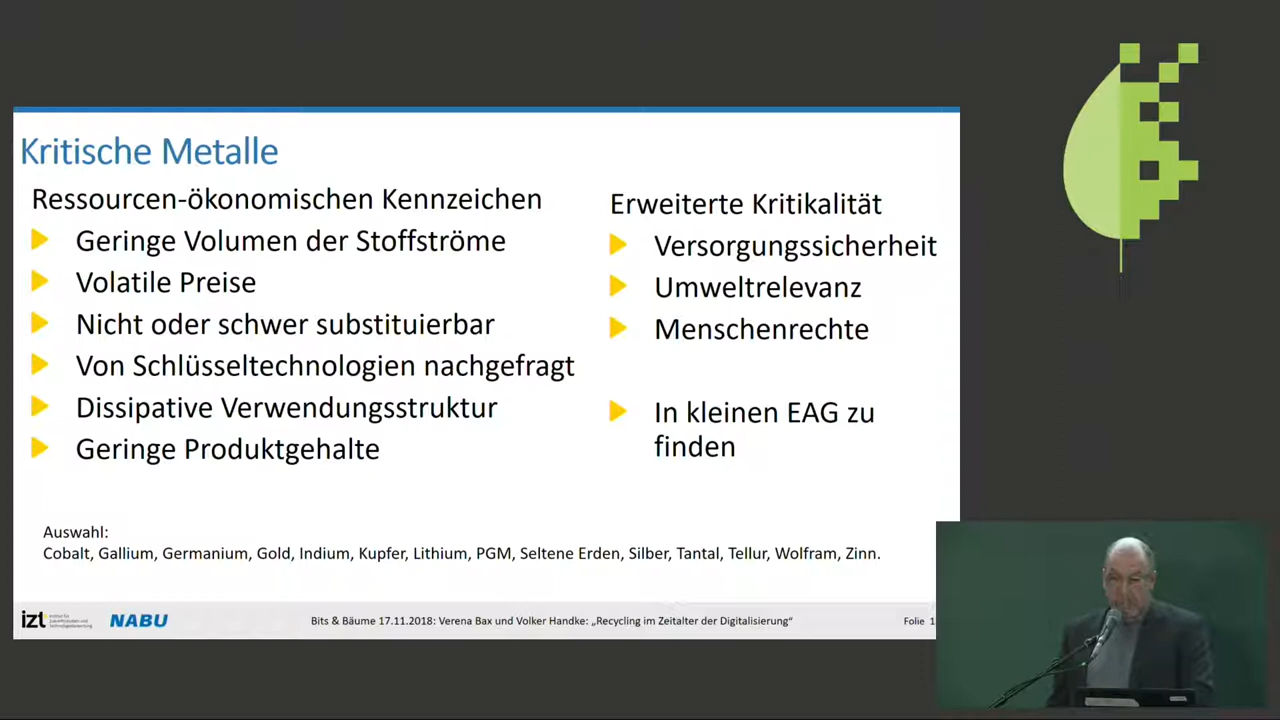 Kritische Metalle
Ressourcen-ökonomischen Kennzeichen
Geringe Volumen der Stoffströme
Volatile Preise
Nicht oder schwer substituierbar
Von Schlüsseltechnologien nachgefragt
Dissipative Verwendungsstruktur
Geringe Produktgehalte
Erweiterte Kritikalität
Versorgungssicherheit
Umweltrelevanz
Menschenrechte
In kleinen EAG zu
finden
Auswahl:
Cobalt, Gallium, Germanium, Gold, Indium, Kupfer, Lithium, PGM, Seltene Erden, Silber, Tantal, Tellur, Wolfram, Zinn.
izt
NABU
Bits & Bäume 17.11.2018: Verena Bax und Volker Handke: „Recycling im Zeitalter der Digitalisierung“
Folie